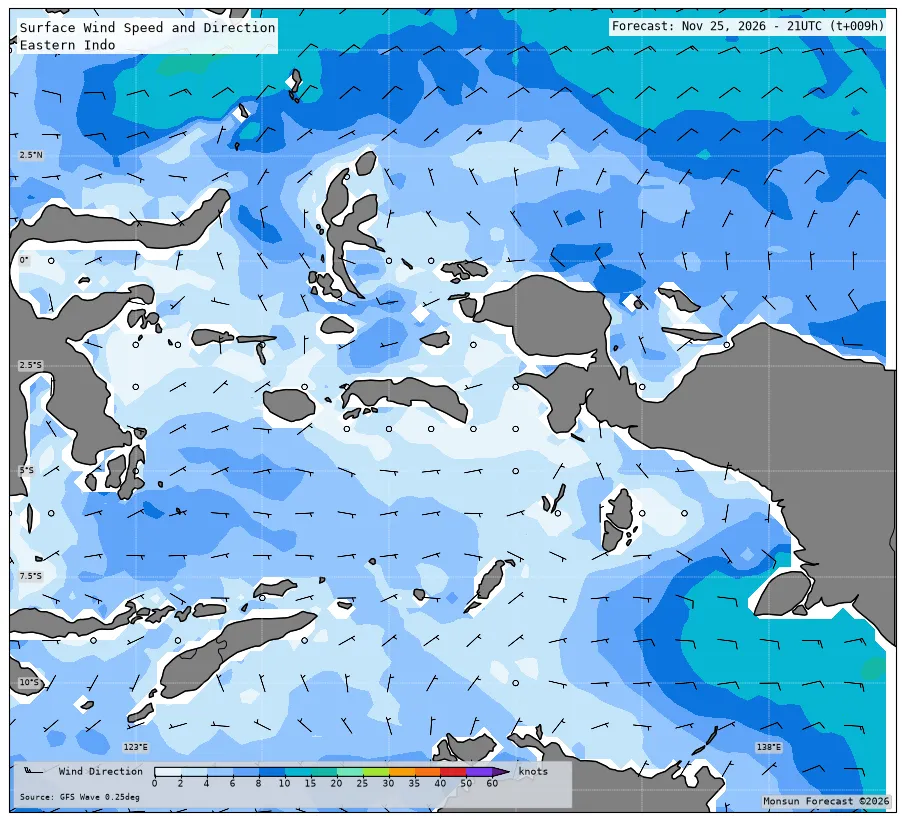 Surface Wind Speed and Direction
Eastern Indo
Forecast: Nov 25, 2026 - 21UTC (t+009h)
2.5°N
0°
2.5°S
5°S
7.5°S
10°S
123°E
138°E
Wind Direction
knots
0 2 4 6 8 10 15 20 25 30 35 40 50 60
Source: GFS Wave 0.25deg
Monsun Forecast ©2026